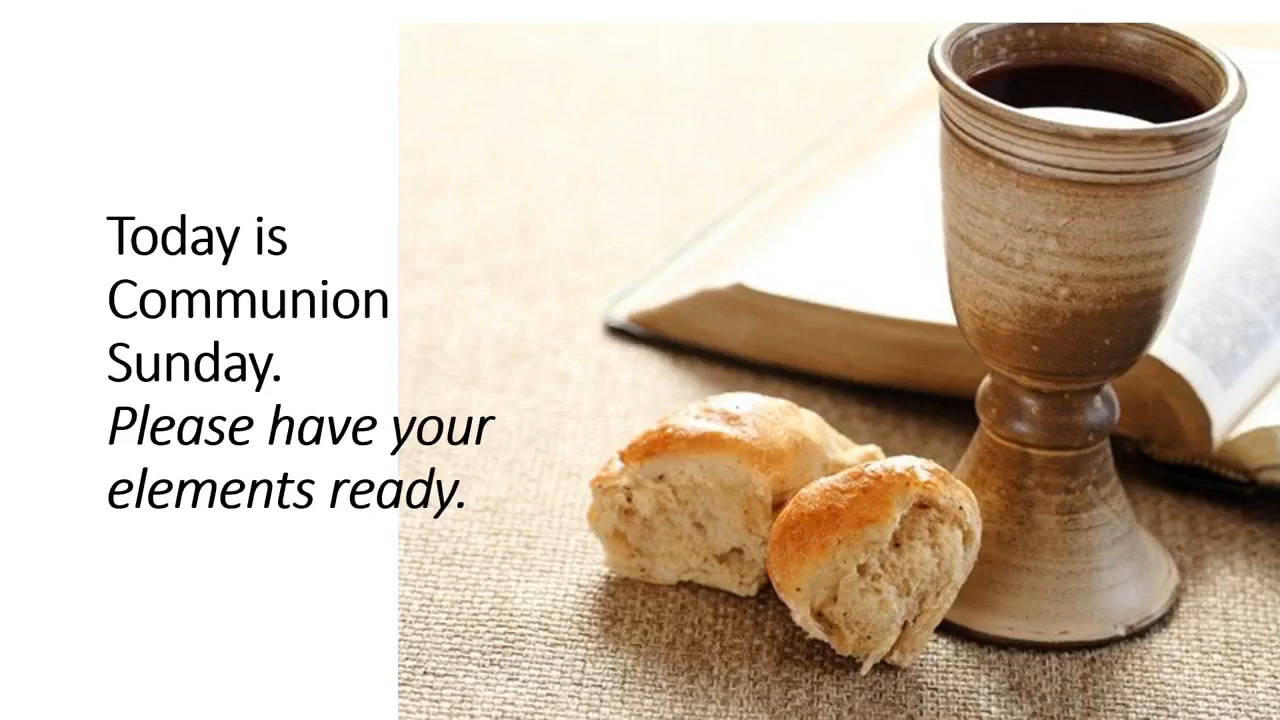 Today is
Communion
Sunday.
Please have your
elements ready.